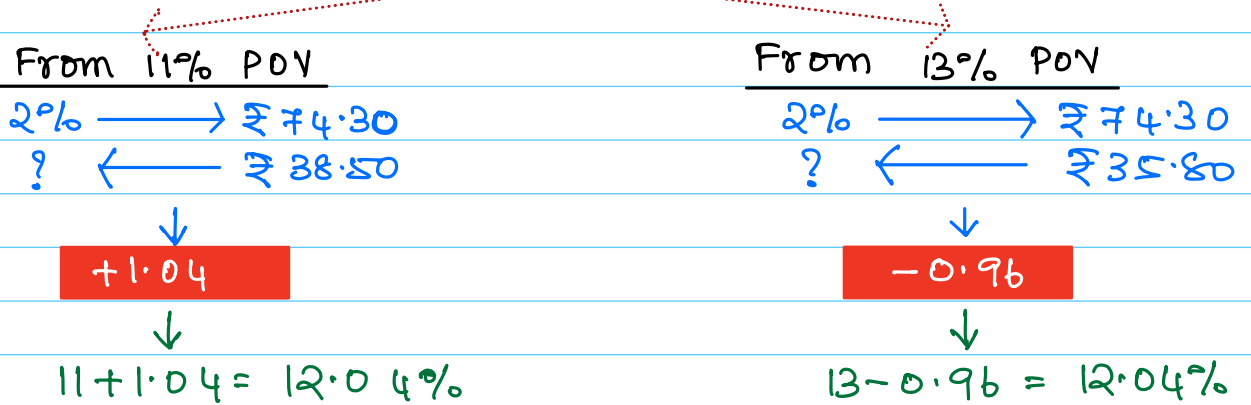 From 11% POV
2% → ₹74.30
? ← ₹38.50
↓
+1.04
↓
11+1.04= 12.04%
From 13% POV
2% → ₹74.30
? ← ₹35.80
↓
-0.96
↓
13-0.96 = 12.04%